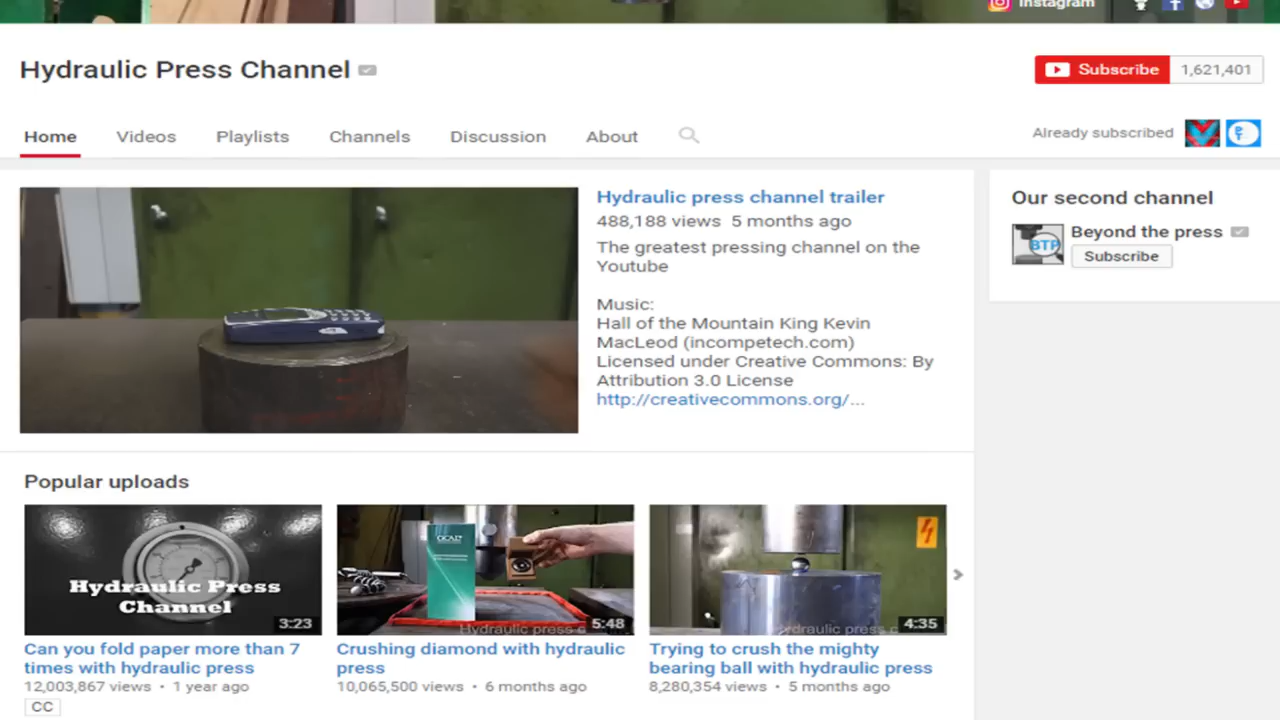 Instagram
Hydraulic Press Channel
Subscribe 1,621,401
Home Videos Playlists Channels Discussion About
Already subscribed
Hydraulic press channel trailer
488,188 views 5 months ago
The greatest pressing channel on the
Youtube
Music:
Hall of the Mountain King Kevin
MacLeod (incompetech.com)
Licensed under Creative Commons: By
Attribution 3.0 License
http://creativecommons.org/...
Our second channel
BTP
Beyond the press
Subscribe
Popular uploads
Hydraulic Press
Channel
3:23
Can you fold paper more than 7
times with hydraulic press
12,003,867 views • 1 year ago
CC
GCAL
Hydraulic press c
5:48
Crushing diamond with hydraulic
press
10,065,500 views • 6 months ago
Hydraulic press c
4:35
Trying to crush the mighty
bearing ball with hydraulic press
8,280,354 views • 5 months ago